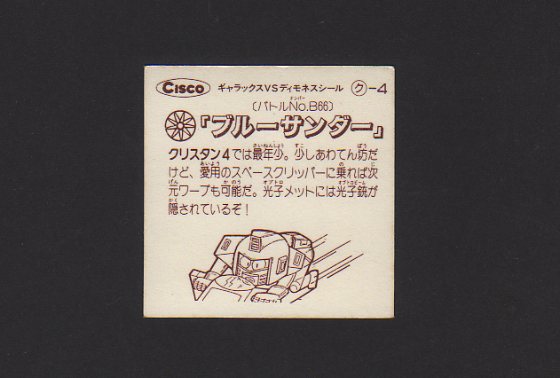 CISCO ギャラックスVSディモネスシール ク-4
(バトルNo.B66)
『ブルーサンダー』
クリスタン4では最年少。少しあわてん坊だ
けど、愛用のスペースクリッパーに乗れば次
元ワープも可能だ。光子メットには光子銃が
隠されているぞ!